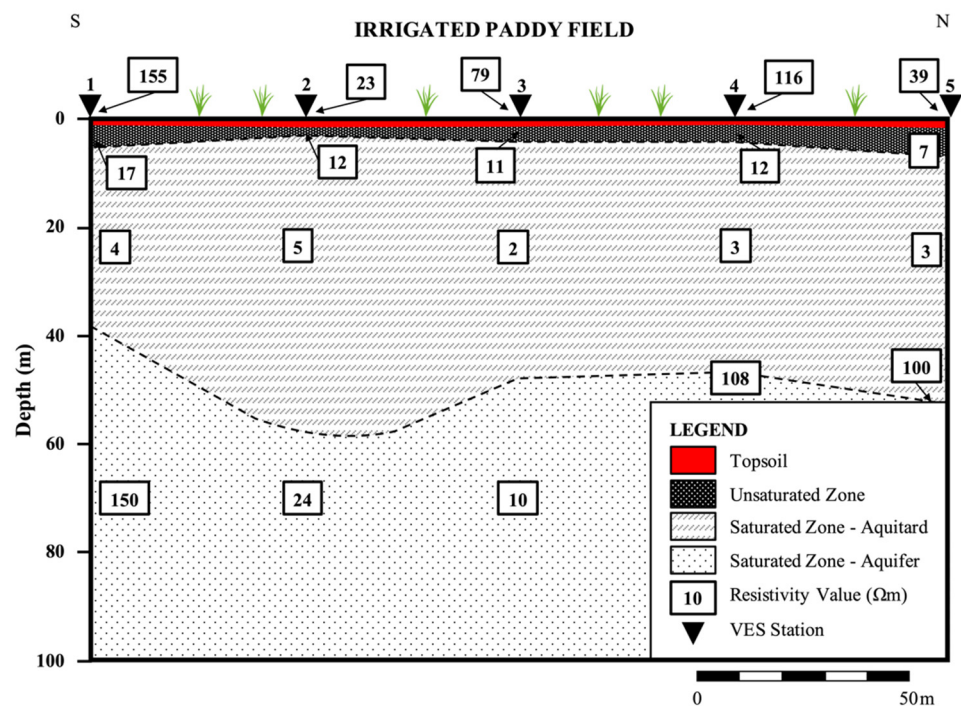 S
N
IRRIGATED PADDY FIELD
1
155
2
23
79
3
4
116
39
5
0
17
12
11
12
7
20
4
5
2
3
3
40
108
100
Depth (m)
60
150
24
10
80
100
LEGEND
Topsoil
Unsaturated Zone
Saturated Zone - Aquitard
Saturated Zone - Aquifer
10 Resistivity Value (Ωm)
VES Station
0
50 m